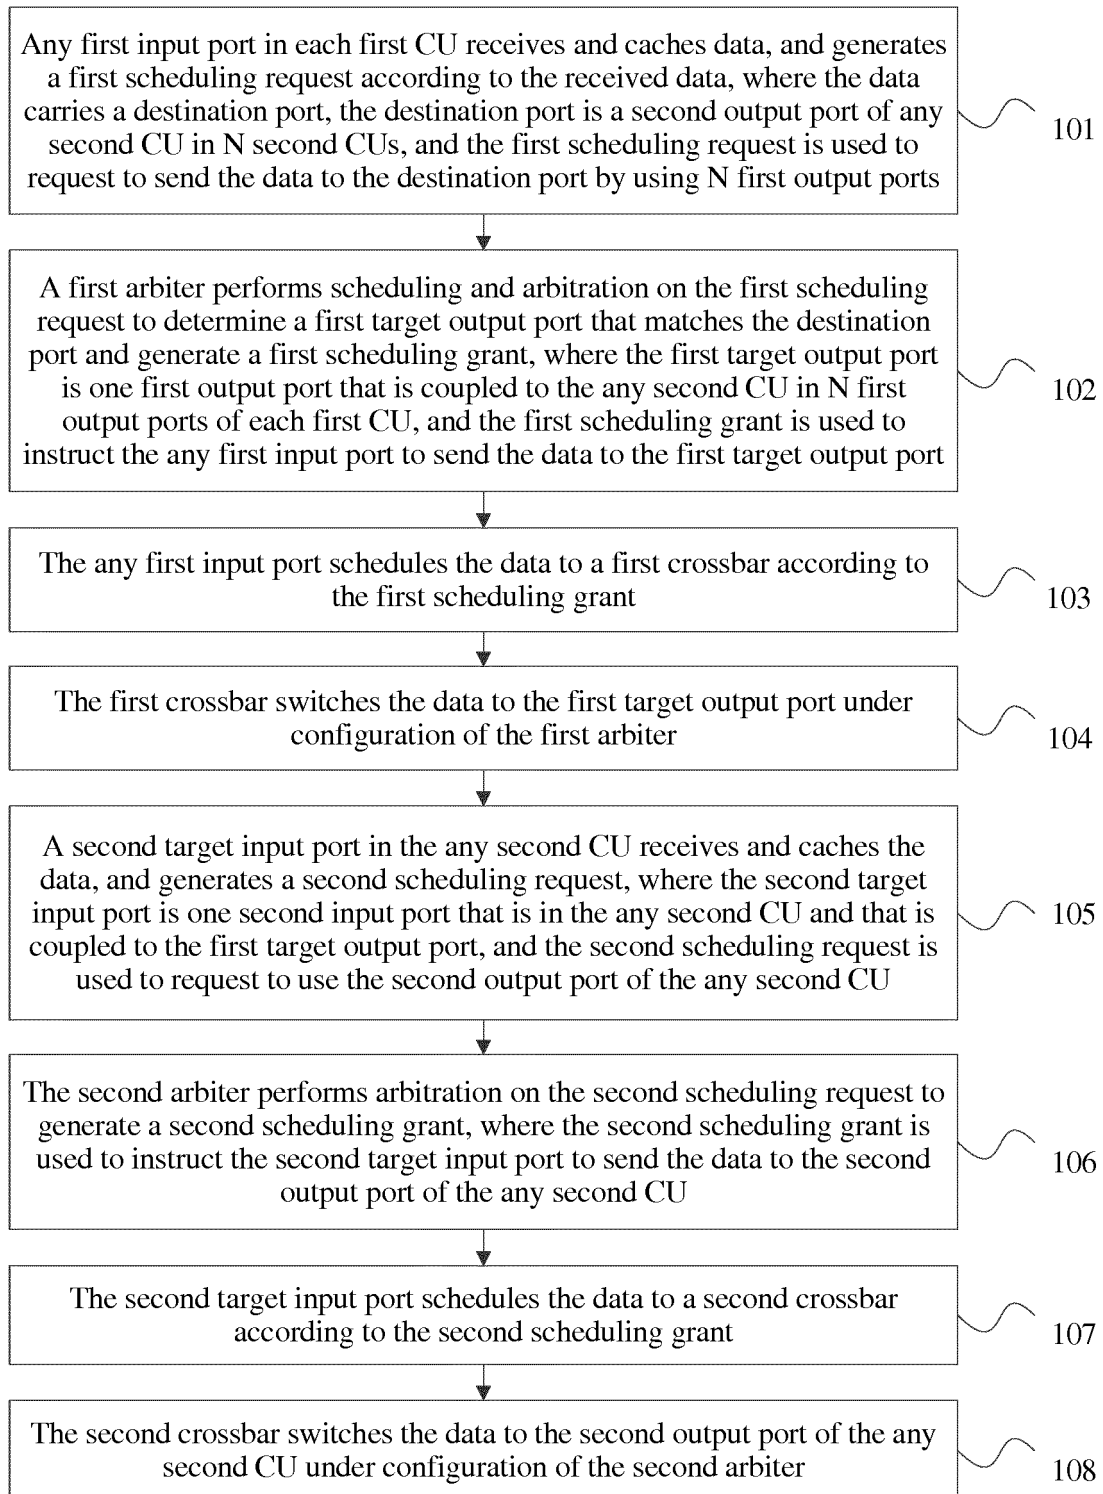 Any first input port in each first CU receives and caches data, and generates
a first scheduling request according to the received data, where the data
carries a destination port, the destination port is a second output port of any
second CU in N second CUs, and the first scheduling request is used to
request to send the data to the destination port by using N first output ports
101
A first arbiter performs scheduling and arbitration on the first scheduling
request to determine a first target output port that matches the destination
port and generate a first scheduling grant, where the first target output port
is one first output port that is coupled to the any second CU in N first
output ports of each first CU, and the first scheduling grant is used to
instruct the any first input port to send the data to the first target output port
102
The any first input port schedules the data to a first crossbar according to
the first scheduling grant
103
The first crossbar switches the data to the first target output port under
configuration of the first arbiter
104
A second target input port in the any second CU receives and caches the
data, and generates a second scheduling request, where the second target
input port is one second input port that is in the any second CU and that is
coupled to the first target output port, and the second scheduling request is
used to request to use the second output port of the any second CU
105
The second arbiter performs arbitration on the second scheduling request to
generate a second scheduling grant, where the second scheduling grant is
used to instruct the second target input port to send the data to the second
output port of the any second CU
106
The second target input port schedules the data to a second crossbar
according to the second scheduling grant
107
The second crossbar switches the data to the second output port of the any
second CU under configuration of the second arbiter
108